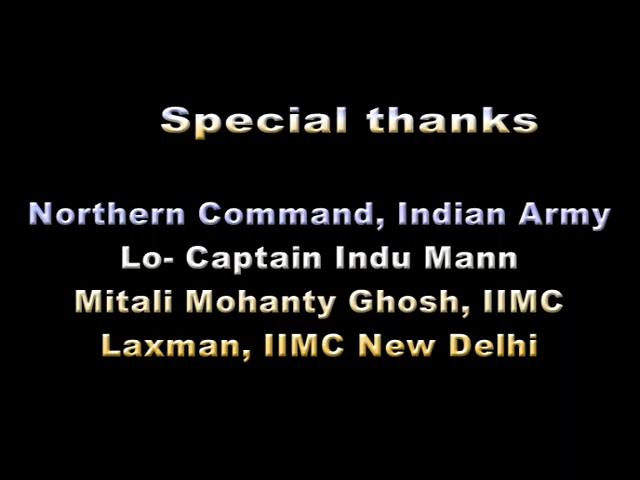 Special thanks
Northern Command, Indian Army
Lo- Captain Indu Mann
Mitali Mohanty Ghosh, IIMC
Laxman, IIMC New Delhi